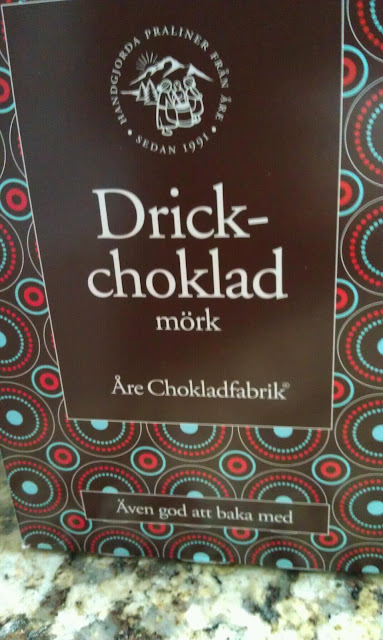 HANDGJORDA PRALINER FRÅN ÅRE
• SEDAN 1991 •
Drick-
choklad
mörk
Åre Chokladfabrik®
Även god att baka med